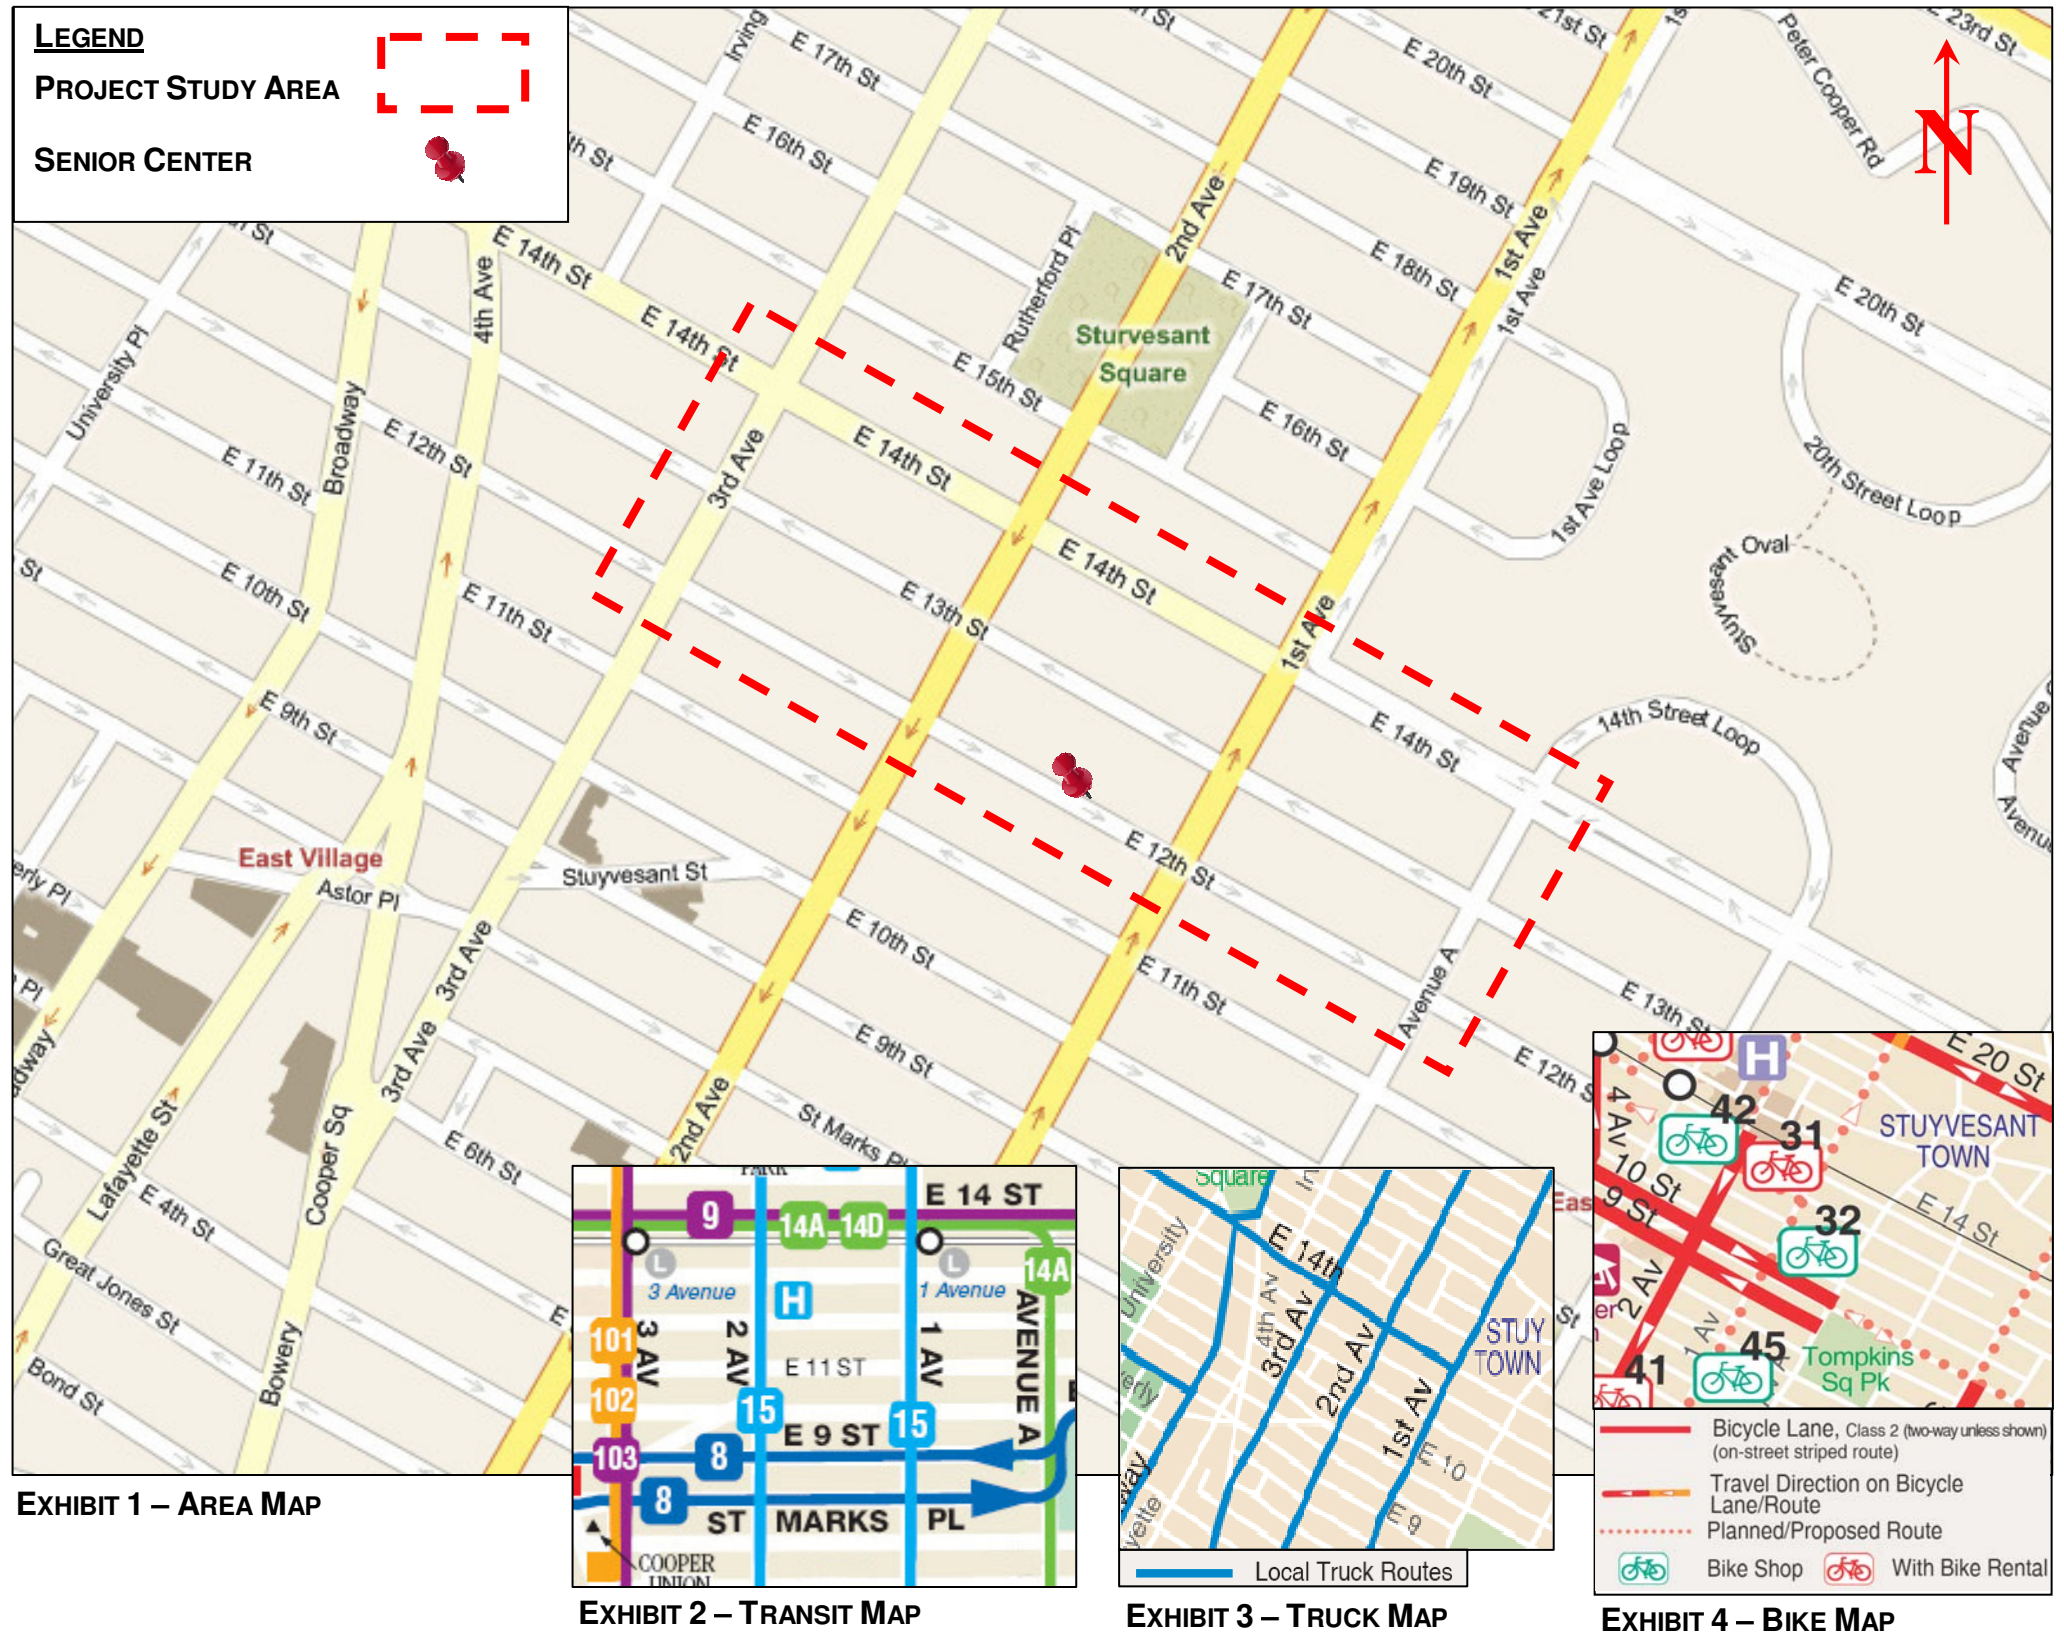 LEGEND
PROJECT STUDY AREA
SENIOR CENTER
N
Irving
E 17th St
E 16th St
E 20th St
21st St
E 23rd St
Peter Cooper Rd
E 19th St
E 18th St
2nd Ave
1st Ave
1st Ave
E 20th St
Rutherford Pl
E 17th St
Sturvesant
Square
E 14th St
4th Ave
E 14th St
E 15th St
E 16th St
University Pl
Broadway
E 12th St
E 11th St
3rd Ave
E 14th St
E 14th St
1st Ave Loop
20th Street Loop
Stuyvesant Oval
E 10th St
E 11th St
E 13th St
1st Ave
E 9th St
E 14th St
14th Street Loop
Avenue
Avenue
East Village
Astor Pl
Stuyvesant St
E 12th St
E 10th St
E 11th St
Avenue A
E 13th St
3rd Ave
3rd Ave
E 9th St
E 12th S
Lafayette St
Cooper Sq
2nd Ave
St Marks Pl
E 6th St
E 4th St
Great Jones St
Bond St
Bowery
E 14 ST
9
14A
14D
14A
L
L
3 Avenue
1 Avenue
H
101
102
103
3 AV
2 AV
1 AV
AVENUE A
E 11 ST
15
15
E 9 ST
8
8
ST MARKS PL
COOPER
UNION
Square
University
E 14th
4th Av
3rd Av
2nd Av
1st Av
STUY
TOWN
E 10
E 9
Local Truck Routes
E 20 St
H
4 Av
42
31
STUYVESANT
TOWN
10 St
9 St
E 14 St
32
2 Av
1 Av
45
41
Tompkins
Sq Pk
Bicycle Lane, Class 2 (two-way unless shown)
(on-street striped route)
Travel Direction on Bicycle
Lane/Route
Planned/Proposed Route
Bike Shop
With Bike Rental
EXHIBIT 1 – AREA MAP
EXHIBIT 2 – TRANSIT MAP
EXHIBIT 3 – TRUCK MAP
EXHIBIT 4 – BIKE MAP